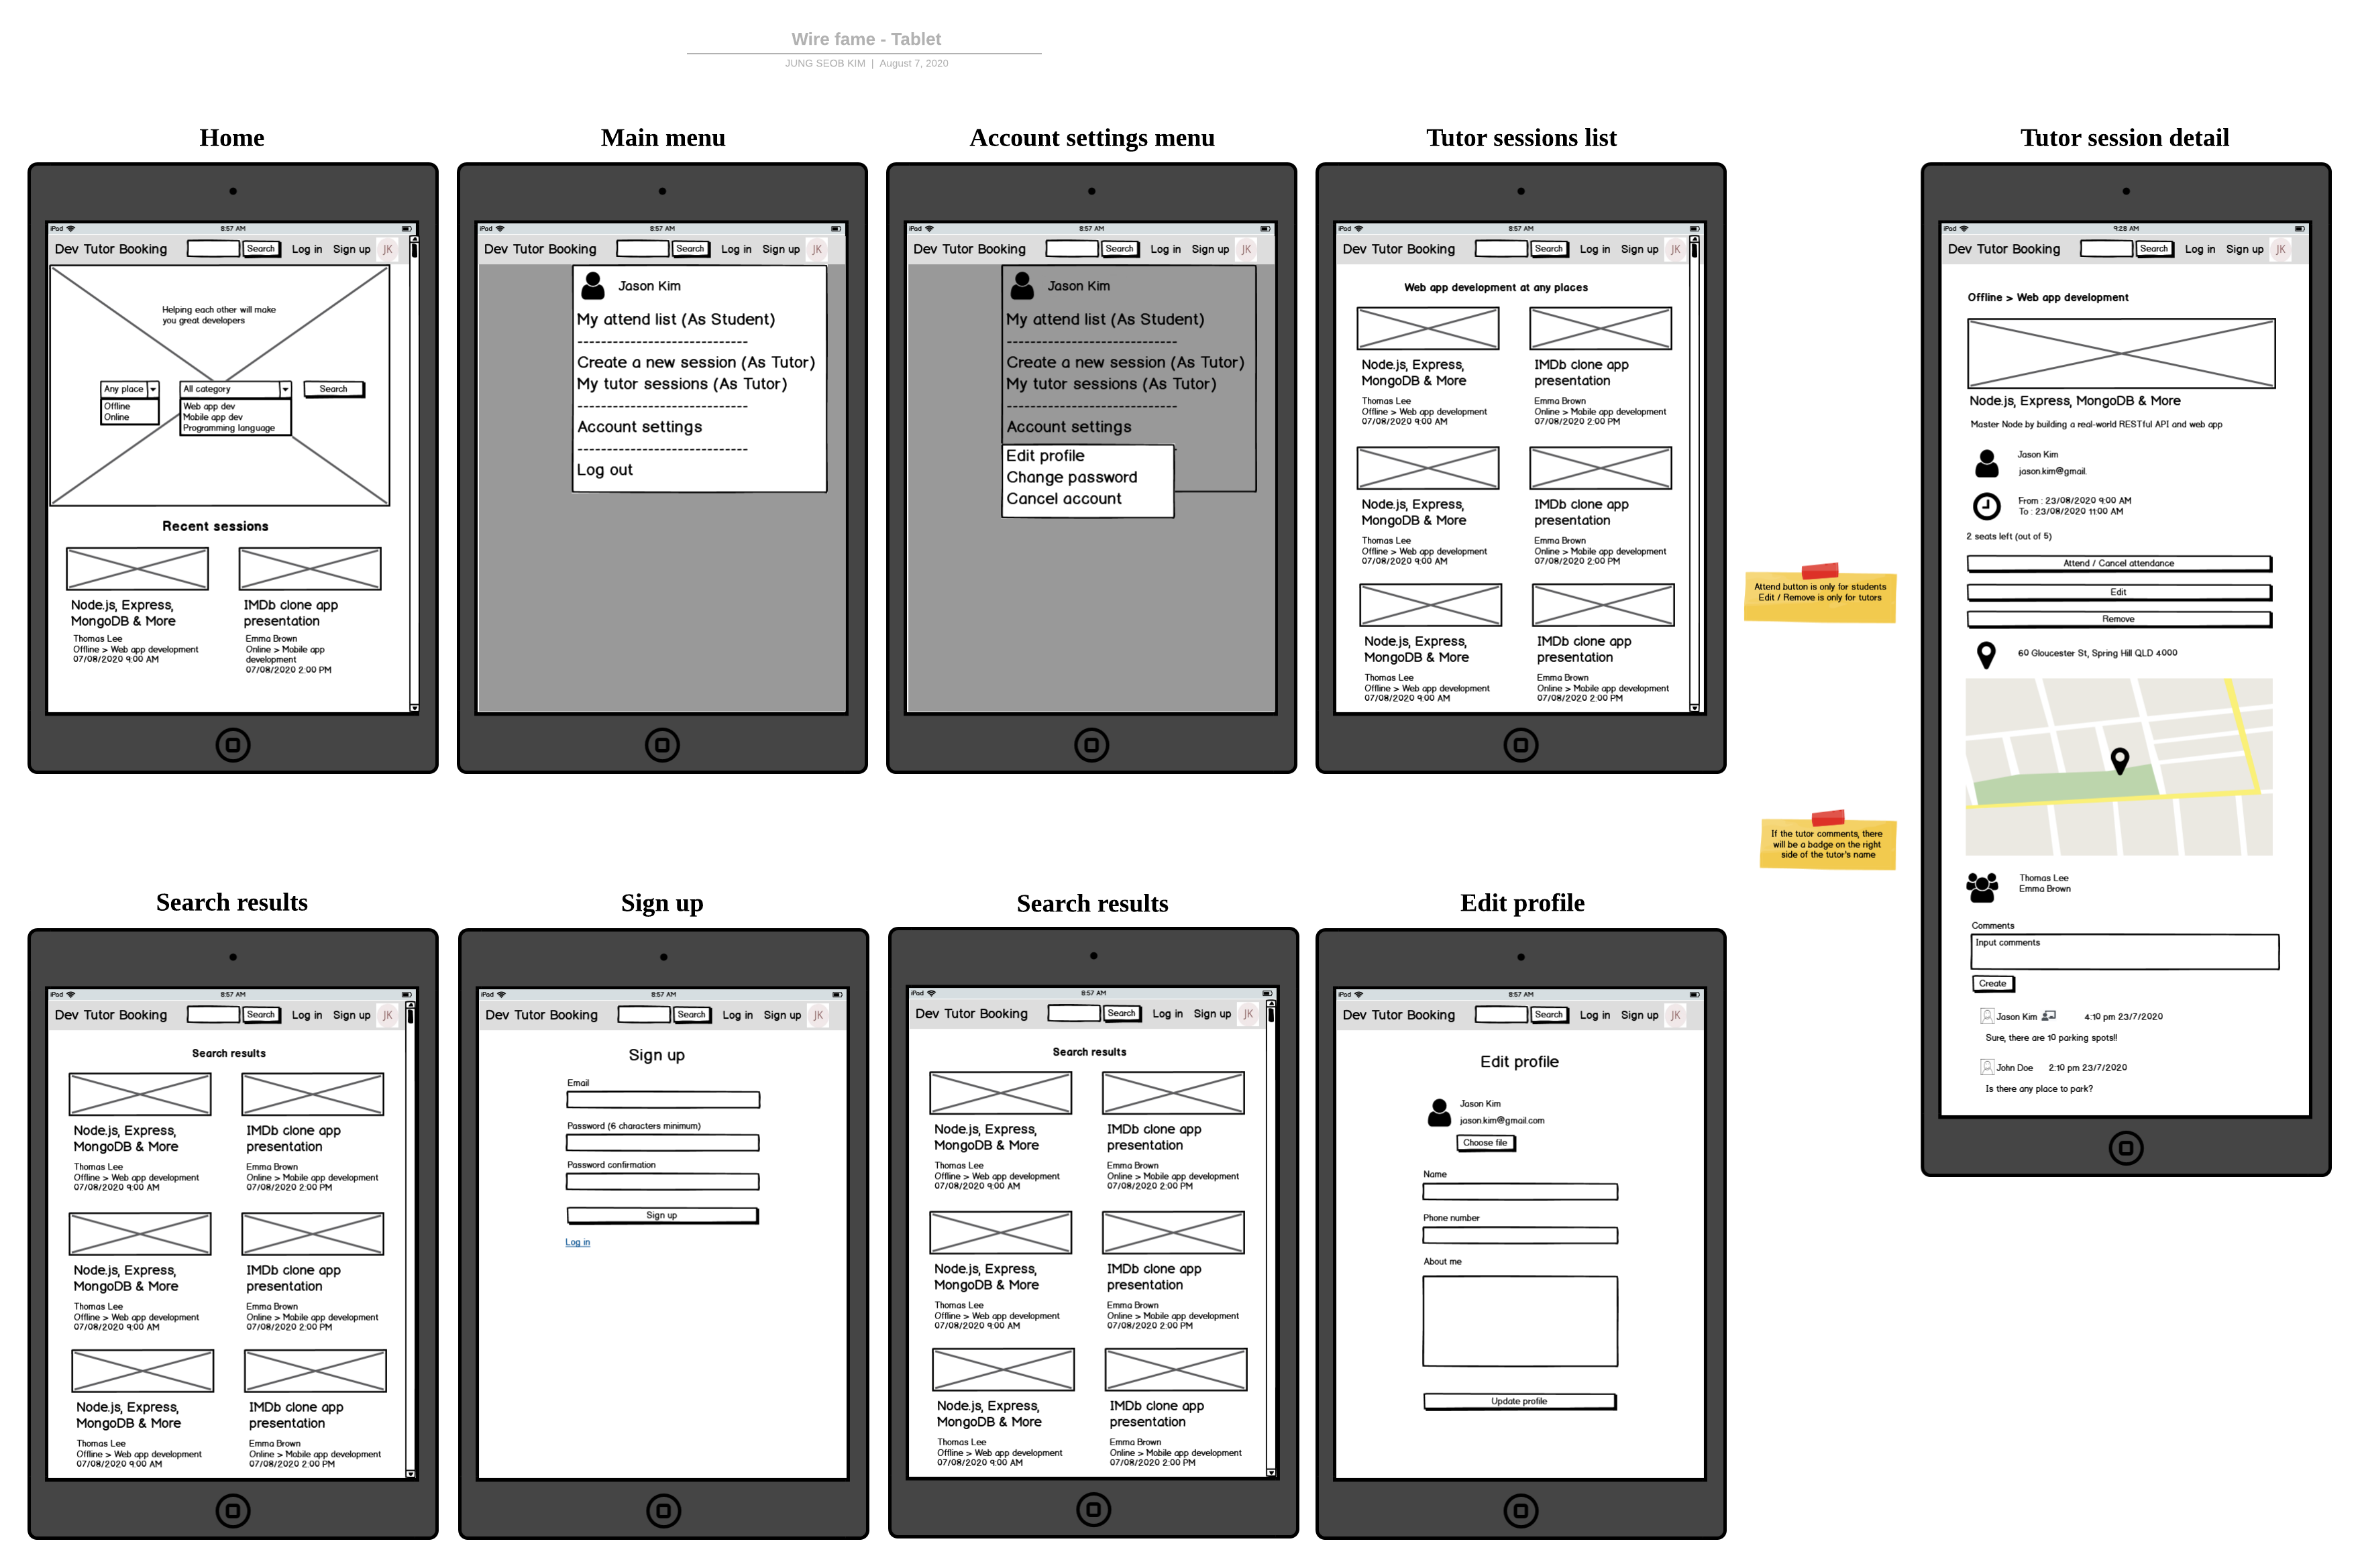 Wire fame - Tablet
JUNG SEOB KIM | August 7, 2020
Home
iPad 8:57 AM
Dev Tutor Booking Search Log in Sign up JK
Helping each other will make
you great developers
Any place All category Search
Offline
Online
Web app dev
Mobile app dev
Programming language
Recent sessions
Node.js, Express,
MongoDB & More
Thomas Lee
Offline > Web app development
07/08/2020 9:00 AM
IMDb clone app
presentation
Emma Brown
Online > Mobile app
development
07/08/2020 2:00 PM
Main menu
iPad 8:57 AM
Dev Tutor Booking Search Log in Sign up JK
Jason Kim
My attend list (As Student)
Create a new session (As Tutor)
My tutor sessions (As Tutor)
Account settings
Log out
Account settings menu
iPad 8:57 AM
Dev Tutor Booking Search Log in Sign up JK
Jason Kim
My attend list (As Student)
Create a new session (As Tutor)
My tutor sessions (As Tutor)
Account settings
Edit profile
Change password
Cancel account
Tutor sessions list
iPad 8:57 AM
Dev Tutor Booking Search Log in Sign up JK
Web app development at any places
Node.js, Express,
MongoDB & More
Thomas Lee
Offline > Web app development
07/08/2020 9:00 AM
IMDb clone app
presentation
Emma Brown
Online > Mobile app development
07/08/2020 2:00 PM
Node.js, Express,
MongoDB & More
Thomas Lee
Offline > Web app development
07/08/2020 9:00 AM
IMDb clone app
presentation
Emma Brown
Online > Mobile app development
07/08/2020 2:00 PM
Node.js, Express,
MongoDB & More
Thomas Lee
Offline > Web app development
07/08/2020 9:00 AM
IMDb clone app
presentation
Emma Brown
Online > Mobile app development
07/08/2020 2:00 PM
Attend button is only for students
Edit / Remove is only for tutors
If the tutor comments, there
will be a badge on the right
side of the tutor's name
Tutor session detail
iPad 9:28 AM
Dev Tutor Booking Search Log in Sign up JK
Offline > Web app development
Node.js, Express, MongoDB & More
Master Node by building a real-world RESTful API and web app
Jason Kim
jason.kim@gmail.
From : 23/08/2020 9:00 AM
To : 23/08/2020 11:00 AM
2 seats left (out of 5)
Attend / Cancel attendance
Edit
Remove
60 Gloucester St, Spring Hill QLD 4000
Thomas Lee
Emma Brown
Comments
Input comments
Create
Jason Kim 4:10 pm 23/7/2020
Sure, there are 10 parking spots!!
John Doe 2:10 pm 23/7/2020
Is there any place to park?
Search results
iPad 8:57 AM
Dev Tutor Booking Search Log in Sign up JK
Search results
Node.js, Express,
MongoDB & More
Thomas Lee
Offline > Web app development
07/08/2020 9:00 AM
IMDb clone app
presentation
Emma Brown
Online > Mobile app development
07/08/2020 2:00 PM
Node.js, Express,
MongoDB & More
Thomas Lee
Offline > Web app development
07/08/2020 9:00 AM
IMDb clone app
presentation
Emma Brown
Online > Mobile app development
07/08/2020 2:00 PM
Node.js, Express,
MongoDB & More
Thomas Lee
Offline > Web app development
07/08/2020 9:00 AM
IMDb clone app
presentation
Emma Brown
Online > Mobile app development
07/08/2020 2:00 PM
Sign up
iPad 8:57 AM
Dev Tutor Booking Search Log in Sign up JK
Sign up
Email
Password (6 characters minimum)
Password confirmation
Sign up
Log in
Search results
iPad 8:57 AM
Dev Tutor Booking Search Log in Sign up JK
Search results
Node.js, Express,
MongoDB & More
Thomas Lee
Offline > Web app development
07/08/2020 9:00 AM
IMDb clone app
presentation
Emma Brown
Online > Mobile app development
07/08/2020 2:00 PM
Node.js, Express,
MongoDB & More
Thomas Lee
Offline > Web app development
07/08/2020 9:00 AM
IMDb clone app
presentation
Emma Brown
Online > Mobile app development
07/08/2020 2:00 PM
Node.js, Express,
MongoDB & More
Thomas Lee
Offline > Web app development
07/08/2020 9:00 AM
IMDb clone app
presentation
Emma Brown
Online > Mobile app development
07/08/2020 2:00 PM
Edit profile
iPad 8:57 AM
Dev Tutor Booking Search Log in Sign up JK
Edit profile
Jason Kim
jason.kim@gmail.com
Choose file
Name
Phone number
About me
Update profile